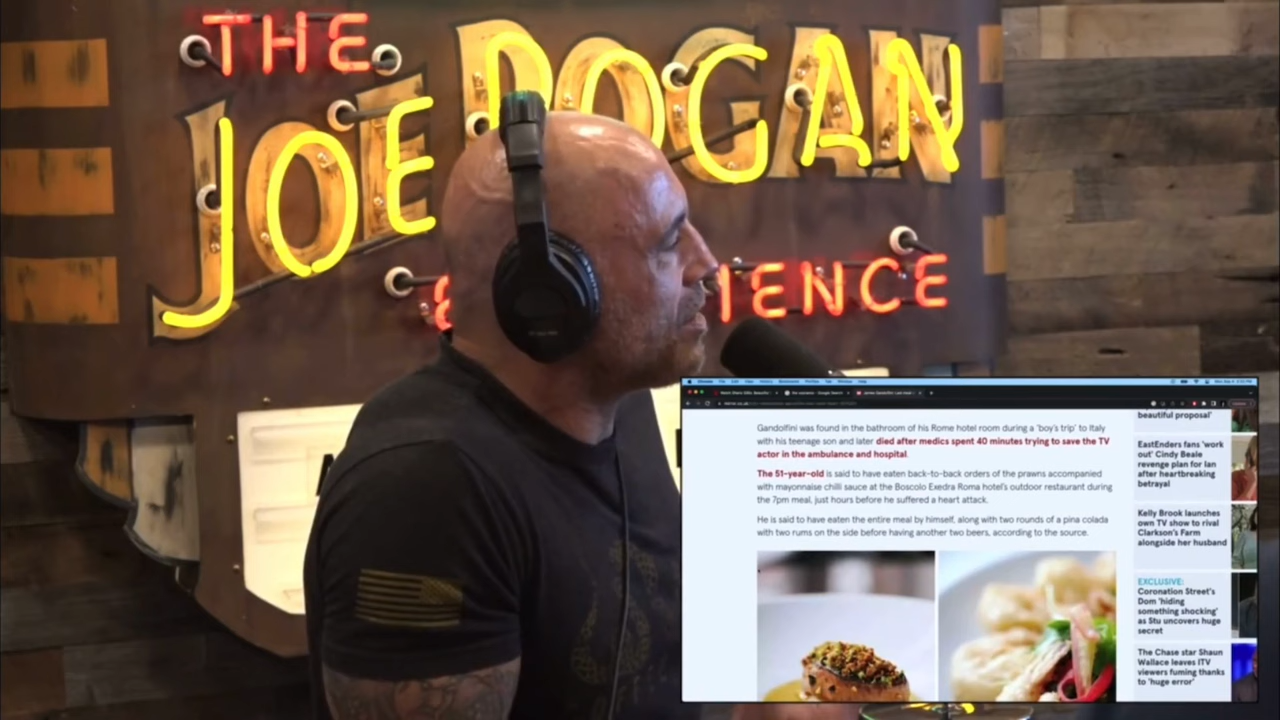 THE
JOE ROGAN
IENCE
Gandolfini was found in the bathroom of his Rome hotel room during a 'boy's trip' to Italy
with his teenage son and later died after medics spent 40 minutes trying to save the TV
actor in the ambulance and hospital.
The 51-year-old is said to have eaten back-to-back orders of the prawns accompanied
with mayonnaise chilli sauce at the Boscolo Exedra Roma hotel's outdoor restaurant during
the 7pm meal, just hours before he suffered a heart attack.
He is said to have eaten the entire meal by himself, along with two rounds of a pina colada
with two rums on the side before having another two beers, according to the source.
beautiful proposal'
EastEnders fans 'work
out' Cindy Beale
revenge plan for Ian
after heartbreaking
betrayal
Kelly Brook launches
own TV show to rival
Clarkson's Farm
alongside her husband
EXCLUSIVE:
Coronation Street's
Dom 'hiding
something shocking'
as Stu uncovers huge
secret
The Chase star Shaun
Wallace leaves ITV
viewers fuming thanks
to 'huge error'